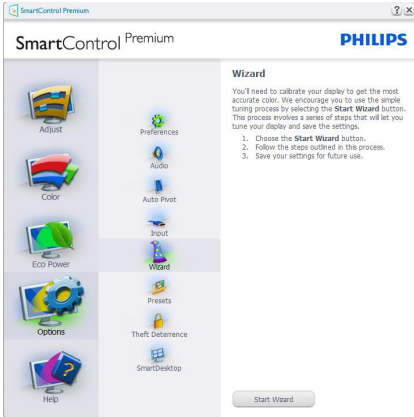 SmartControl Premium
SmartControl Premium
PHILIPS
Adjust
Color
Eco Power
Options
Help
Preferences
Audio
Auto Pivot
Input
Wizard
Presets
Theft Deterrence
SmartDesktop
Wizard
You'll need to calibrate your display to get the most
accurate color. We encourage you to use the simple
tuning process by selecting the Start Wizard button.
This process involves a series of steps that will let you
tune your display and save the settings.
1. Choose the Start Wizard button.
2. Follow the steps outlined in this process.
3. Save your settings for future use.
Start Wizard